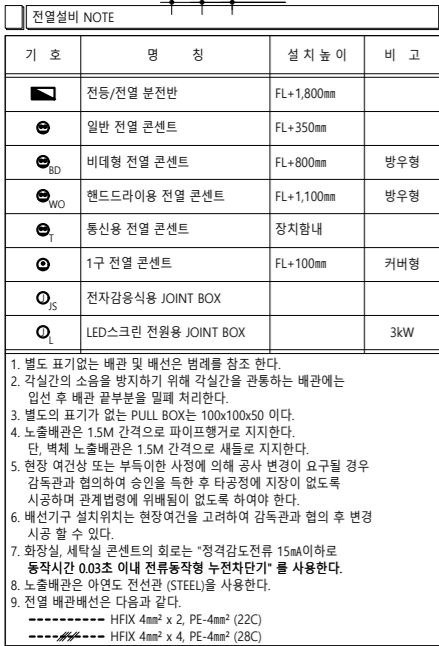 전열설비 NOTE
기 호 명 칭 설 치 높 이 비 고
전등/전열 분전반 FL+1,800㎜
일반 전열 콘센트 FL+350㎜
BD 비데형 전열 콘센트 FL+800㎜ 방우형
WO 핸드드라이용 전열 콘센트 FL+1,100㎜ 방우형
T 통신용 전열 콘센트 장치함내
1구 전열 콘센트 FL+100㎜ 커버형
JS 전자감응식용 JOINT BOX
L LED스크린 전원용 JOINT BOX 3kW
1. 별도 표기없는 배관 및 배선은 범례를 참조 한다.
2. 각실간의 소음을 방지하기 위해 각실간을 관통하는 배관에는
입선 후 배관 끝부분을 밀폐 처리한다.
3. 별도의 표기가 없는 PULL BOX는 100x100x50 이다.
4. 노출배관은 1.5M 간격으로 파이프행거로 지지한다.
단, 벽체 노출배관은 1.5M 간격으로 새들로 지지한다.
5. 현장 여건상 또는 부득이한 사정에 의해 공사 변경이 요구될 경우
감독관과 협의하여 승인을 득한 후 타공정에 지장이 없도록
시공하며 관계법령에 위배됨이 없도록 하여야 한다.
6. 배선기구 설치위치는 현장여건을 고려하여 감독관과 협의 후 변경
시공 할 수 있다.
7. 화장실, 세탁실 콘센트의 회로는 "정격감도전류 15㎃이하로
동작시간 0.03초 이내 전류동작형 누전차단기" 를 사용한다.
8. 노출배관은 아연도 전선관 (STEEL)을 사용한다.
9. 전열 배관배선은 다음과 같다.
HFIX 4㎜² x 2, PE-4㎜² (22C)
HFIX 4㎜² x 4, PE-4㎜² (28C)